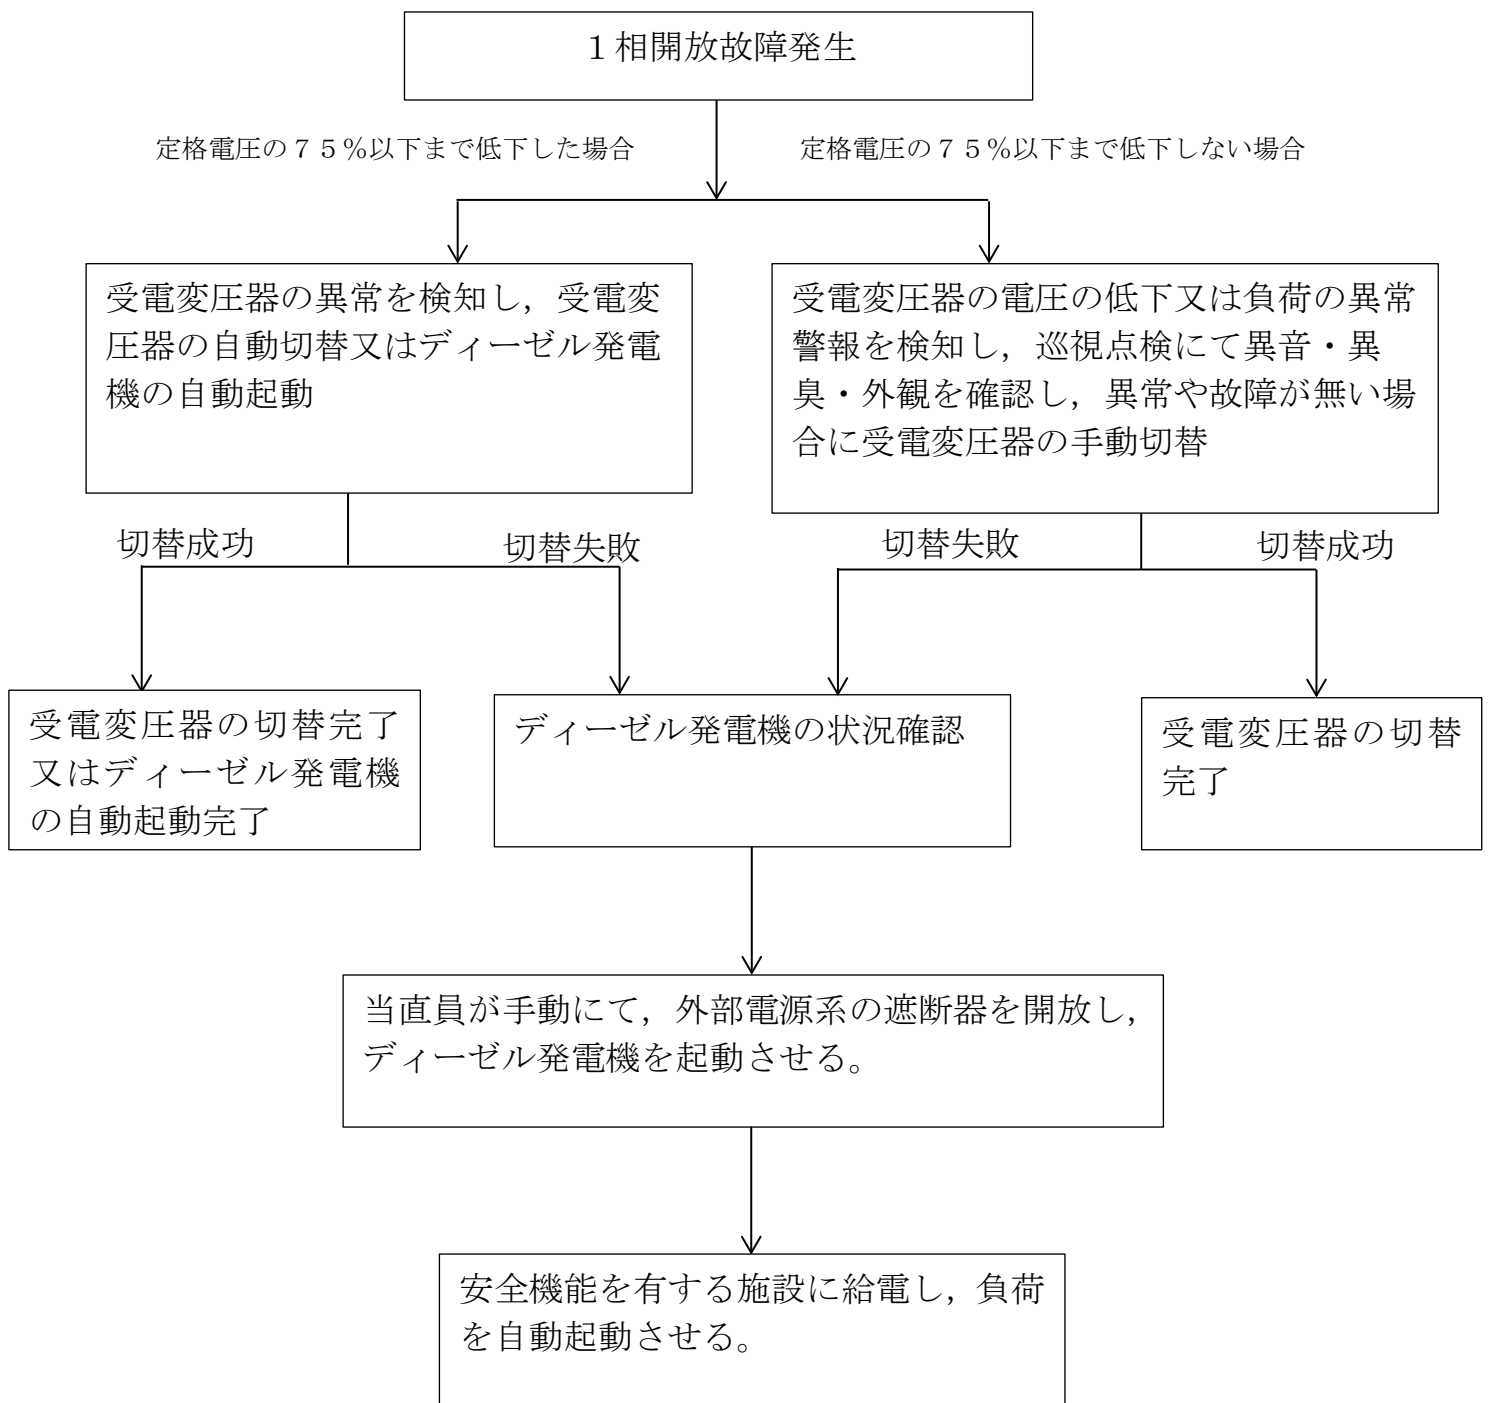 １相開放故障発生
定格電圧の７５％以下まで低下した場合
定格電圧の７５％以下まで低下しない場合
受電変圧器の異常を検知し，受電変
圧器の自動切替又はディーゼル発電
機の自動起動
受電変圧器の電圧の低下又は負荷の異常
警報を検知し，巡視点検にて異音・異
臭・外観を確認し，異常や故障が無い場
合に受電変圧器の手動切替
切替成功
切替失敗
切替失敗
切替成功
受電変圧器の切替完了
又はディーゼル発電機
の自動起動完了
ディーゼル発電機の状況確認
受電変圧器の切替
完了
当直員が手動にて，外部電源系の遮断器を開放し，
ディーゼル発電機を起動させる。
安全機能を有する施設に給電し，負荷
を自動起動させる。